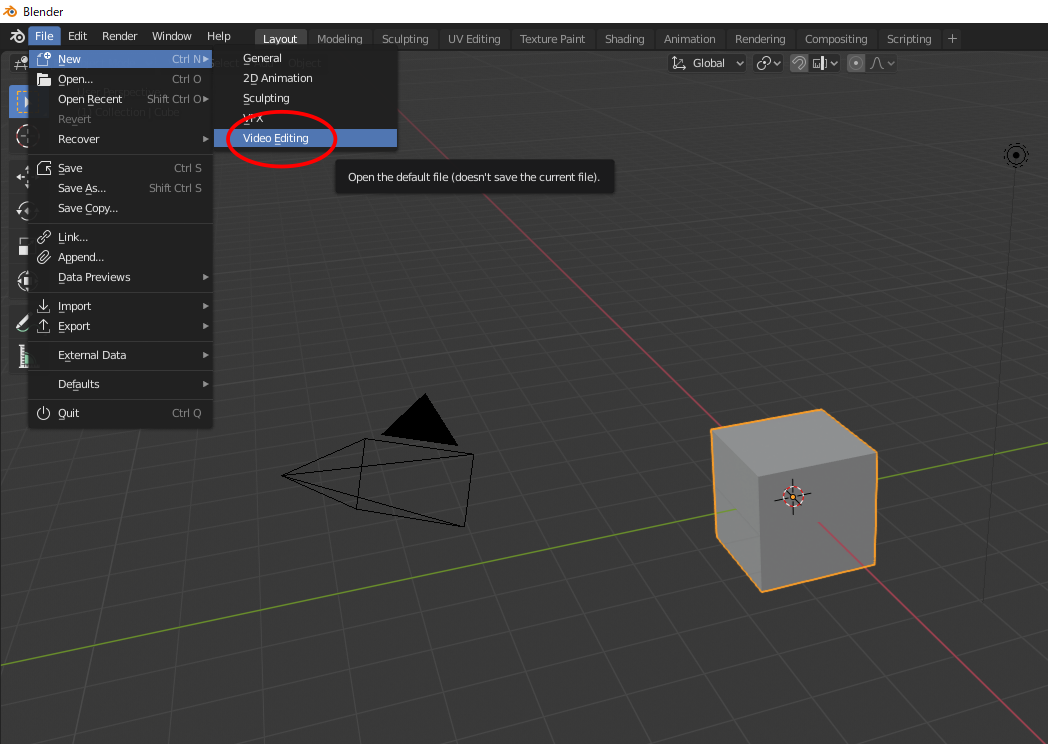 Blender
File Edit Render Window Help Layout Modeling Sculpting UV Editing Texture Paint Shading Animation Rendering Compositing Scripting +
New Ctrl N
General
Global
Open... Ctrl O
2D Animation
Open Recent Shift Ctrl O
Sculpting
Revert
VFX
Recover
Video Editing
Save Ctrl S
Open the default file (doesn't save the current file).
Save As... Shift Ctrl S
Save Copy...
Link...
Append...
Data Previews
Import
Export
External Data
Defaults
Quit Ctrl Q